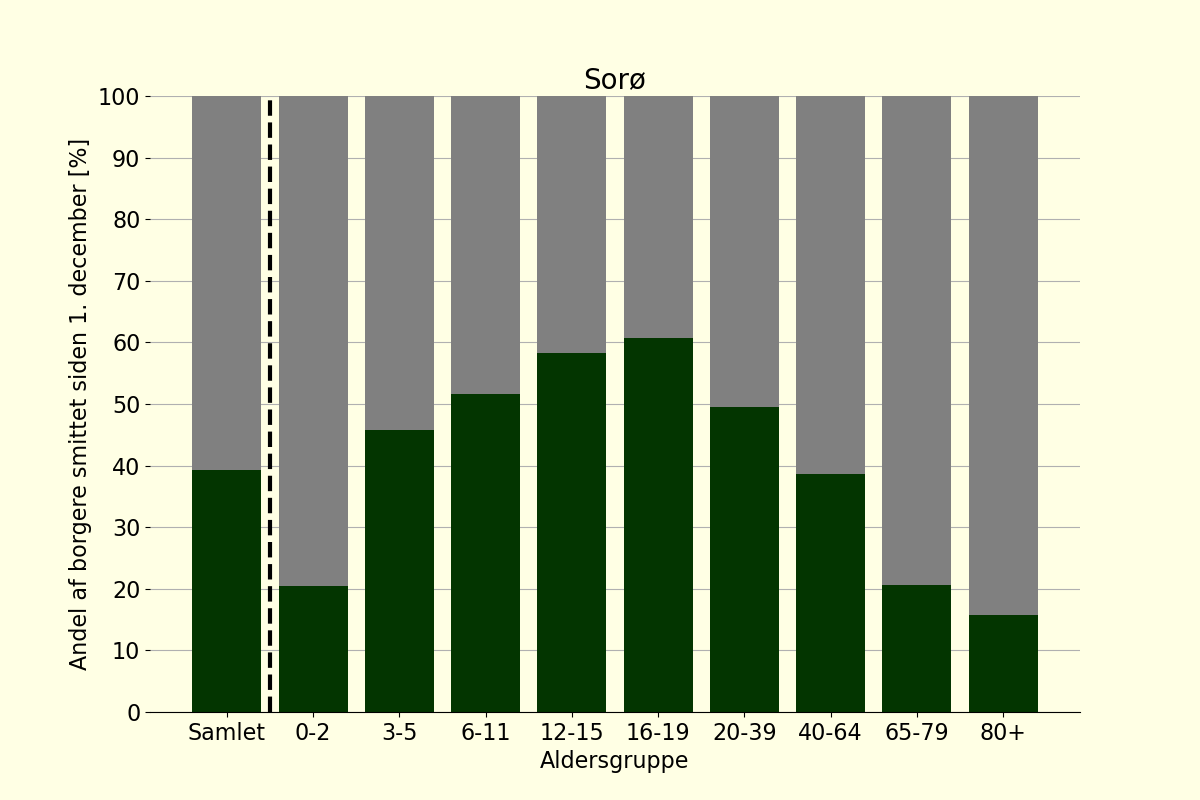 Sorø
Andel af borgere smittet siden 1. december [%]
100
90
80
70
60
50
40
30
20
10
0
Samlet 0-2 3-5 6-11 12-15 16-19 20-39 40-64 65-79 80+
Aldersgruppe